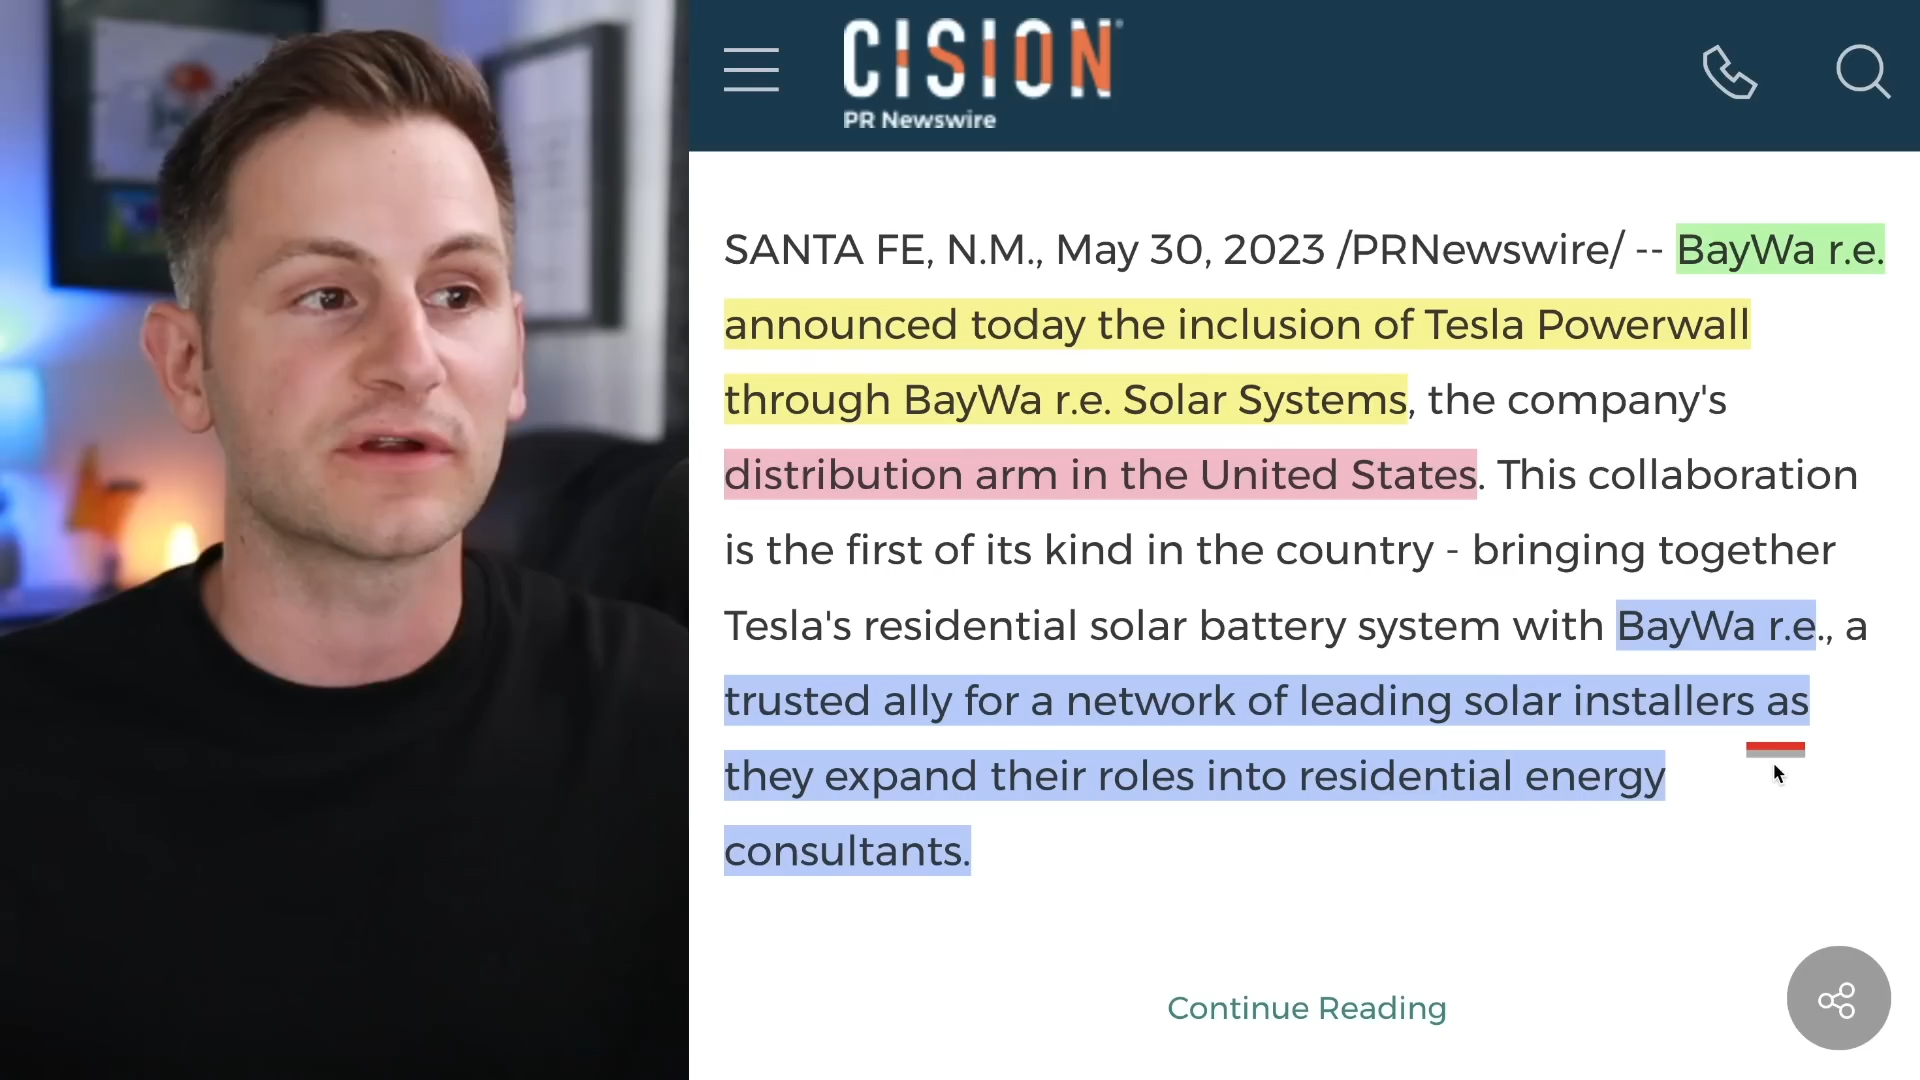 CISION
PR Newswire
SANTA FE, N.M., May 30, 2023 /PRNewswire/ -- BayWa r.e.
announced today the inclusion of Tesla Powerwall
through BayWa r.e. Solar Systems, the company's
distribution arm in the United States. This collaboration
is the first of its kind in the country - bringing together
Tesla's residential solar battery system with BayWa r.e., a
trusted ally for a network of leading solar installers as
they expand their roles into residential energy
consultants.
Continue Reading